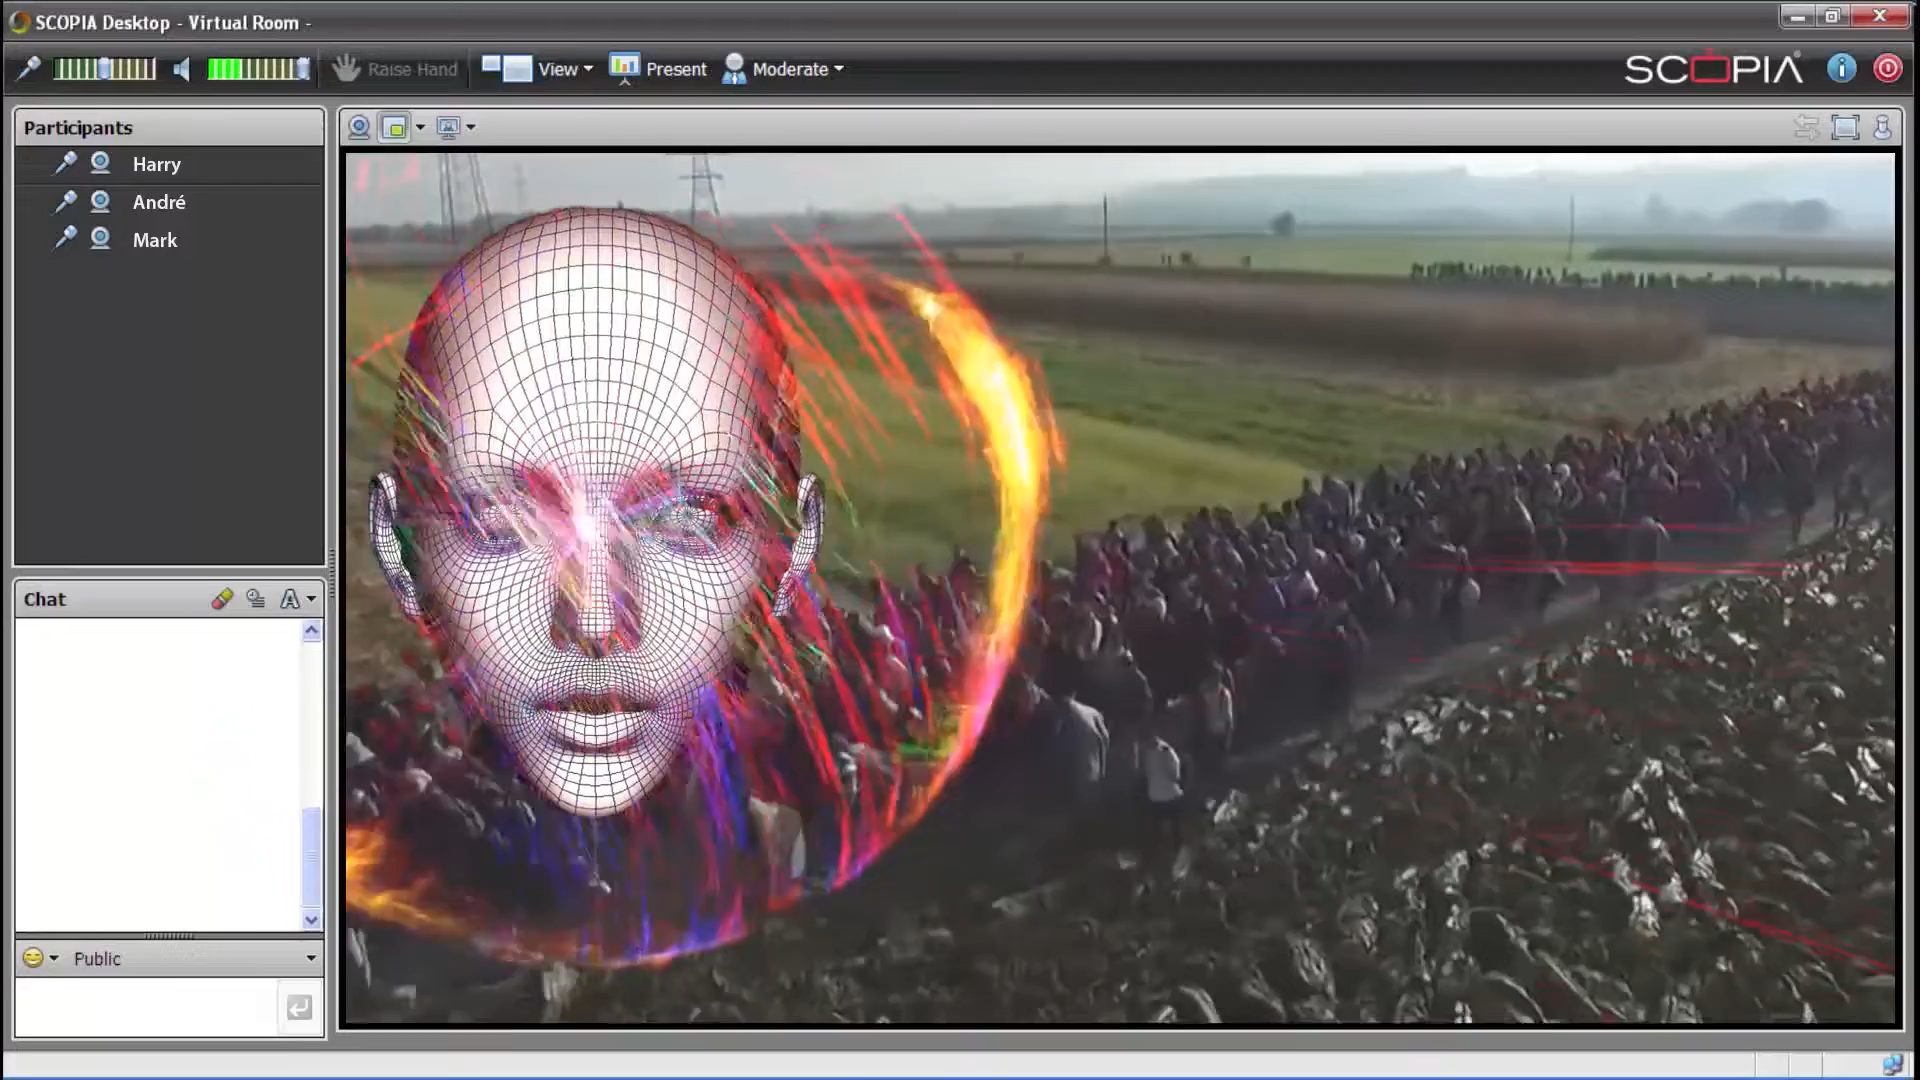 SCOPIA Desktop - Virtual Room -
Raise Hand
View
Present
Moderate
SCOPIA
Participants
Harry
André
Mark
Chat
A
Public